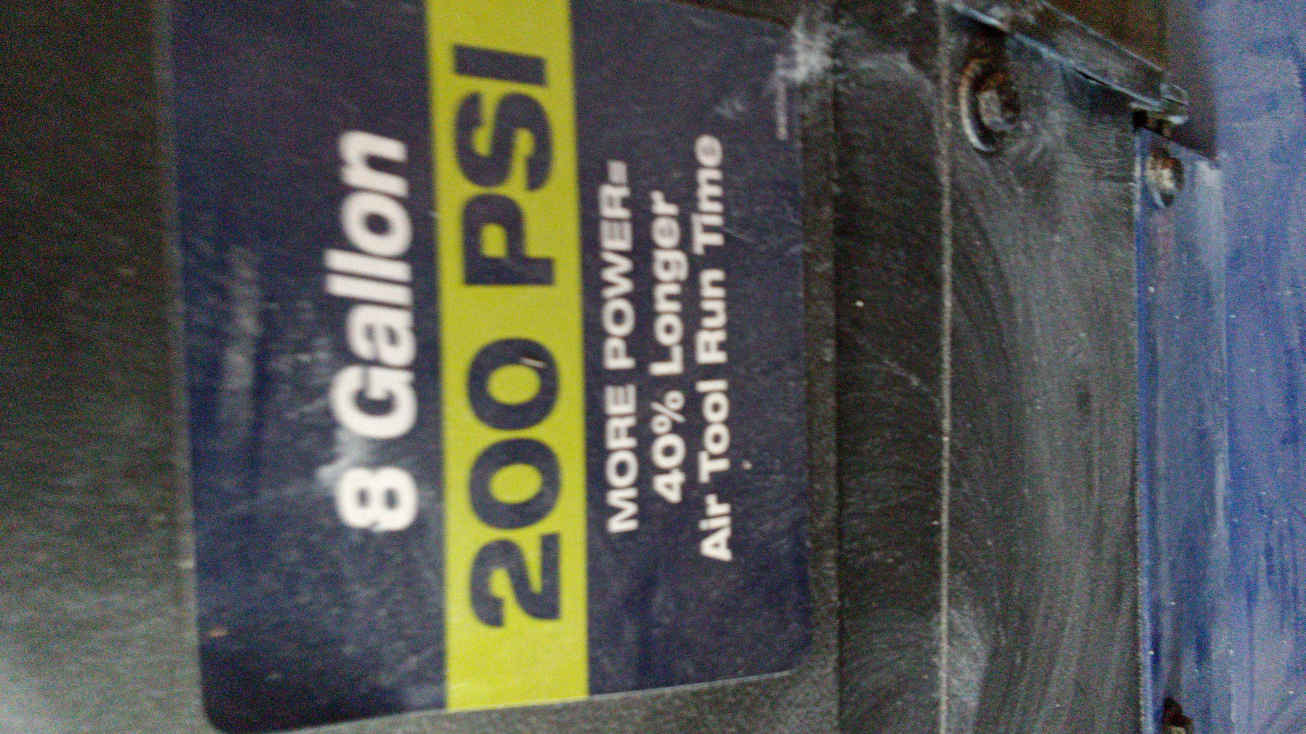 8 Gallon
200 PSI
MORE POWER=
40% Longer
Air Tool Run Time